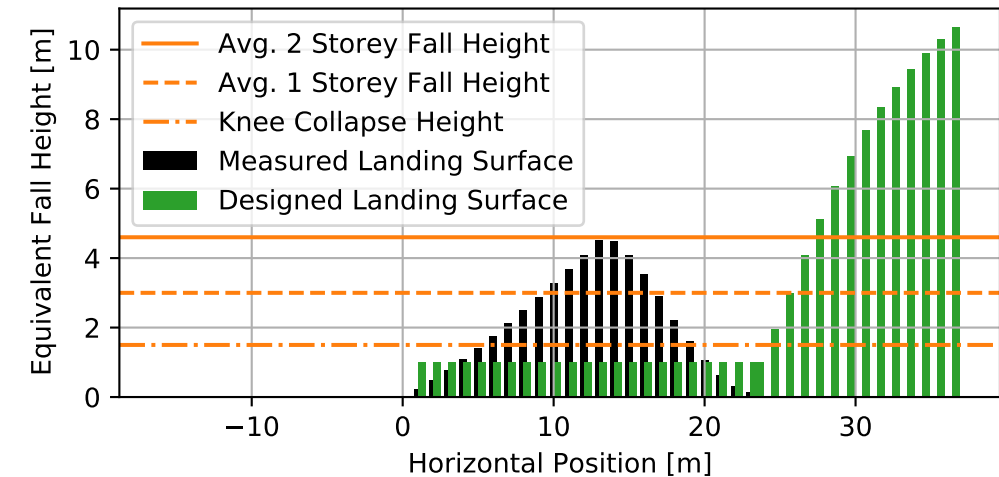 Equivalent Fall Height [m]
10
8
6
4
2
0
Avg. 2 Storey Fall Height
Avg. 1 Storey Fall Height
Knee Collapse Height
Measured Landing Surface
Designed Landing Surface
−10
0
10
20
30
Horizontal Position [m]